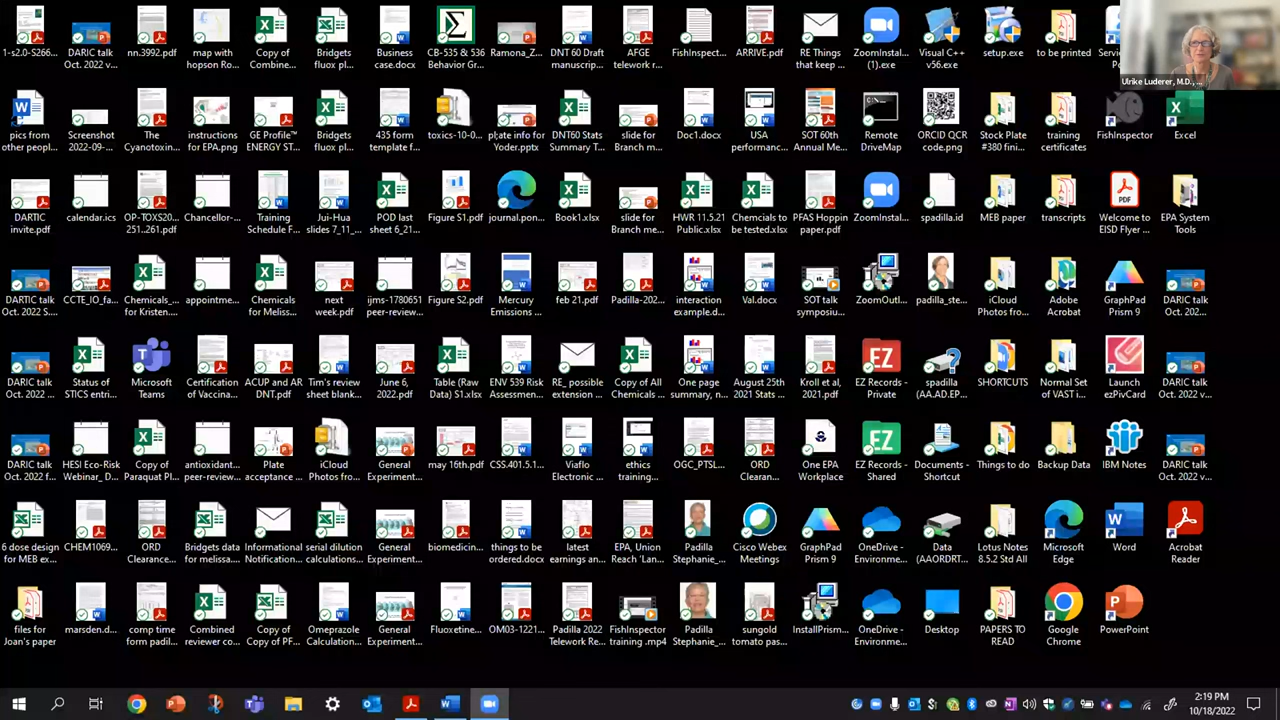 1-s2.0-S266...
DARIC talk
Oct. 2022 v...
nn.3992.pdf
map with
hopson Ro...
Copy of
Combine...
Bridgets
fluox pl...
Business
case.docx
CB-535 & 536
Behavior Gr...
Ramona_Z...
DNT 60 Draft
manuscrip...
AFGE
telework r...
FishInspect...
ARRIVE.pdf
RE Things
that keep ...
ZoomInstal...
(1).exe
Visual C++
v56.exe
setup.exe
to be printed
Ulrike Luderer, M.D.,
pics from
other peopl...
Screenshot
2022-09-...
The
Cyanotoxin...
instructions
for EPA.png
GE Profile™
ENERGY ST...
Bridgets
fluox pl...
435 form
template f...
toxics-10-0...
pl;ate info for
Yoder.pptx
DNT60 Stats
Summary T...
slide for
Branch m...
Doc1.docx
USA
performanc...
SOT 60th
Annual Me...
Remote
DriveMap
ORCID QCR
code.png
Stock Plate
#380 fini...
training
certificates
FishInspector
Excel
DARTIC
invite.pdf
calendar.ics
OP-TOXS20...
251..261.pdf
Chancellor-...
Training
Schedule F...
Jui-Hua
slides 7_11_...
POD last
sheet 6_21...
Figure S1.pdf
journal.pon...
Book1.xlsx
slide for
Branch me...
HWR 11.5.21
Public.xlsx
Chemcials to
be tested.xlsx
PFAS Hoppin
paper.pdf
ZoomInstal...
spadilla.id
MEB paper
transcripts
Welcome to
EISD Flyer ...
EPA System
Tools
DARTIC talk
Oct. 2022 S...
CCTE_IO_fa...
Chemicals_
for Kristen...
appointme...
Chemicals
for Meliss...
next
week.pdf
ijms-1780651
peer-review...
Figure S2.pdf
Mercury
Emissions ...
feb 21.pdf
Padilla-202...
interaction
example.d...
Val.docx
SOT talk
symposiu...
ZoomOutl...
padilla_ste...
iCloud
Photos fro...
Adobe
Acrobat
GraphPad
Prism 9
DARIC talk
Oct. 202...
DARIC talk
Oct. 2022 ...
Status of
STICS entri...
Microsoft
Teams
Certification
of Vaccina...
ACUP and AR
DNT.pdf
Tim's review
sheet blank...
June 6,
2022.pdf
Table (Raw
Data) S1.xlsx
ENV 539 Risk
Assessmen...
RE_ possible
extension ...
Copy of All
Chemicals ...
One page
summary, n...
August 25th
2021 Stats ...
Kroll et al,
2021.pdf
EZ Records -
Private
spadilla
(AA.AD.EP...
SHORTCUTS
Normal Set
of VAST i...
Launch
ezPivCard
DARIC talk
Oct. 2022 v...
DARIC talk
Oct. 2022 f...
HESI Eco-Risk
Webinar_ D...
Copy of
Paraquat Pl...
antioxidant...
peer-review...
Plate
acceptance ...
iCloud
Photos from...
General
Experiment...
may 16th.pdf
CSS.401.5.1...
Viaflo
Electronic ...
ethics
training...
OGC_PTSL...
ORD
Clearan...
One EPA
Workplace
EZ Records -
Shared
Documents -
Shortcut
Things to do
Backup Data
IBM Notes
DARIC talk
Oct. 2022 v...
6 dose design
for MEB ex...
CHEM1069...
ORD
Clearance...
Bridgets data
for melissa...
Informational
Notification...
serial dilution
calculations...
General
Experiment...
biomedicin...
things to be
ordered.docx
latest
earnings an...
EPA, Union
Reach 'Lan...
Padilla
Stephanie_...
Cisco Webex
Meetings
GraphPad
Prism 9
OneDrive -
Environme...
Data
(AAORDRT...
Lotus Notes
8.5.2 Std All
Microsoft
Edge
Word
Acrobat
Reader
files for
Joan's paper
marsden.d...
comp time
form padil...
Combined
reviewer co...
Copy of
Copy of PF...
Omeprazole
Calculation...
General
Experiment...
Fluoxetine...
OM03-1221...
Padilla 2022
Telework Re...
FishInspector
training .mp4
Padilla
Stephanie_...
sungold
tomato pas...
InstallPrism...
OneDrive -
Environme...
Desktop
PAPERS TO
READ
Google
Chrome
PowerPoint
2:19 PM
10/18/2022